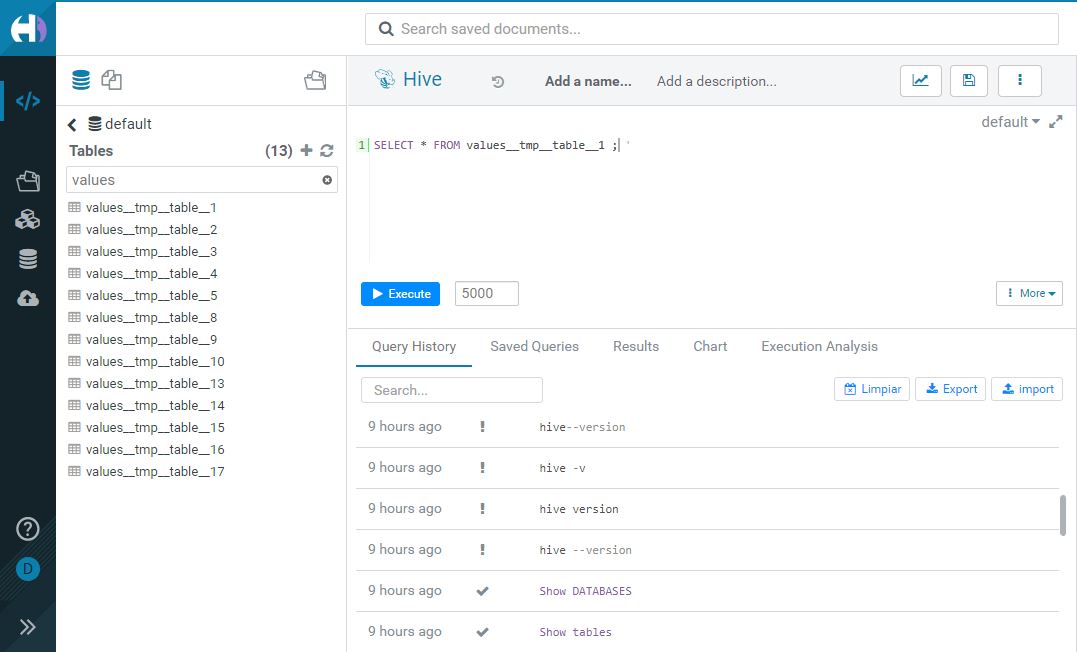 Search saved documents...
Hive
Add a name...
Add a description...
default
Tables
(13)
values
values__tmp__table__1
values__tmp__table__2
values__tmp__table__3
values__tmp__table__4
values__tmp__table__5
values__tmp__table__8
values__tmp__table__9
values__tmp__table__10
values__tmp__table__13
values__tmp__table__14
values__tmp__table__15
values__tmp__table__16
values__tmp__table__17
D
default
1 SELECT * FROM values__tmp__table__1 ;
Execute
5000
More
Query History Saved Queries Results Chart Execution Analysis
Search...
Limpiar Export import
9 hours ago ! hive--version
9 hours ago ! hive -v
9 hours ago ! hive version
9 hours ago ! hive --version
9 hours ago Show DATABASES
9 hours ago Show tables